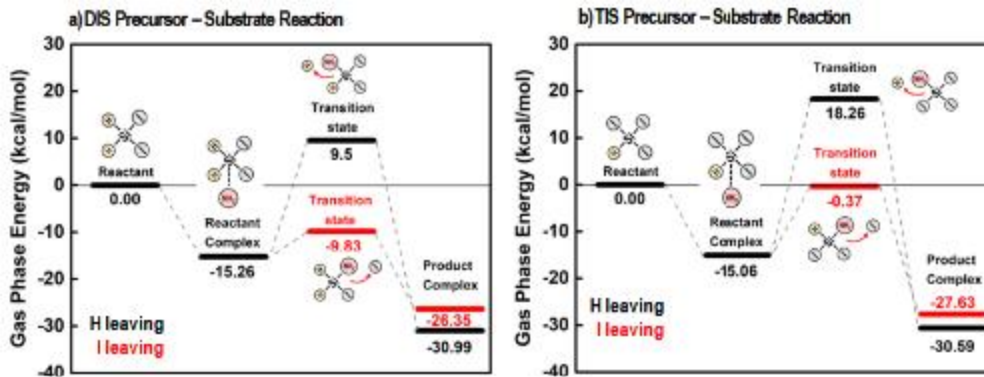 a) DIS Precursor – Substrate Reaction
Gas Phase Energy (kcal/mol)
30
20
10
0
-10
-20
-30
-40
Reactant
0.00
Reactant
Complex
-15.26
Transition
state
9.5
Transition
state
-9.83
Product
Complex
-26.35
-30.99
H leaving
I leaving
b) TIS Precursor – Substrate Reaction
Gas Phase Energy (kcal/mol)
30
20
10
0
-10
-20
-30
-40
Reactant
0.00
Reactant
Complex
-15.06
Transition
state
18.26
Transition
state
-0.37
Product
Complex
-27.63
-30.59
H leaving
I leaving